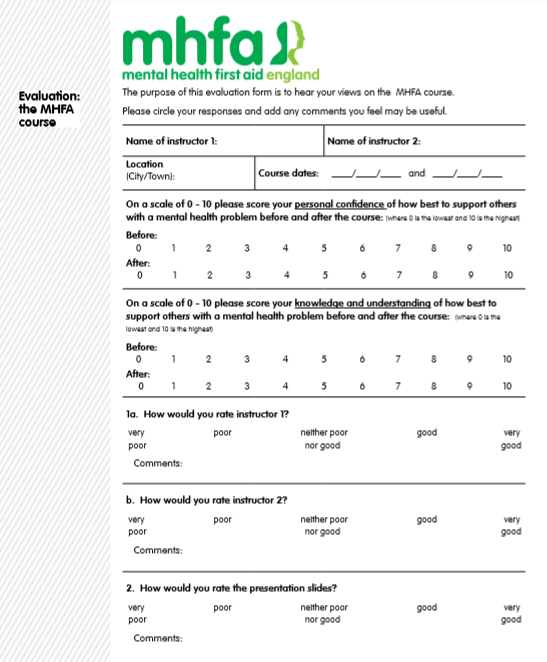 mhfa
mental health first aid england
Evaluation:
the MHFA
course
The purpose of this evaluation form is to hear your views on the MHFA course.
Please circle your responses and add any comments you feel may be useful.
Name of instructor 1: Name of instructor 2:
Location
(City/Town): Course dates: __/__/__ and __/__/__
On a scale of 0 - 10 please score your personal confidence of how best to support others
with a mental health problem before and after the course: (where 0 is the lowest and 10 is the highest)
Before:
0 1 2 3 4 5 6 7 8 9 10
After:
0 1 2 3 4 5 6 7 8 9 10
On a scale of 0 - 10 please score your knowledge and understanding of how best to
support others with a mental health problem before and after the course: (where 0 is the
lowest and 10 is the highest)
Before:
0 1 2 3 4 5 6 7 8 9 10
After:
0 1 2 3 4 5 6 7 8 9 10
1a. How would you rate instructor 1?
very poor neither poor good very
poor nor good good
Comments:
b. How would you rate instructor 2?
very poor neither poor good very
poor nor good good
Comments:
2. How would you rate the presentation slides?
very poor neither poor good very
poor nor good good
Comments: